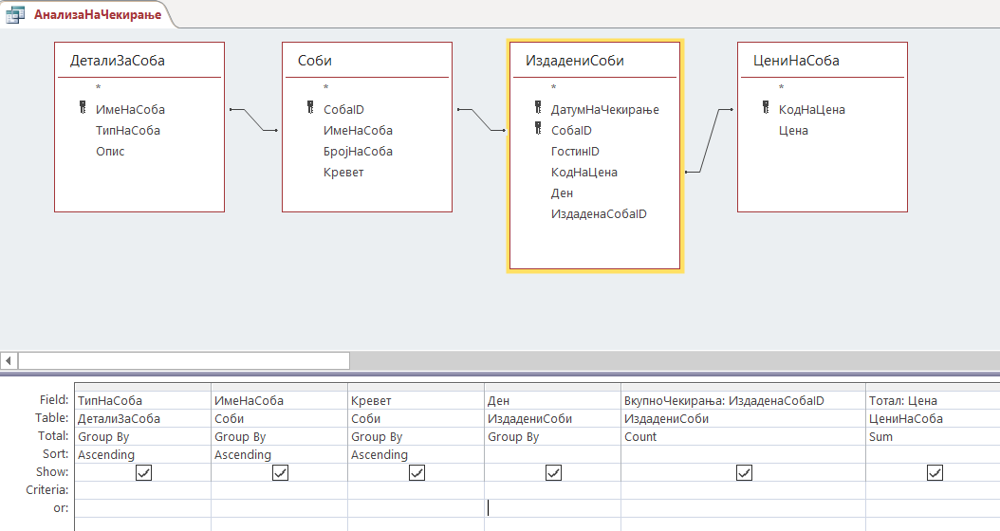 АнализаНаЧекирање
ДеталиЗаСоба
*
ИмеНаСоба
ТипНаСоба
Опис
Соби
*
СобаID
ИмеНаСоба
БројНаСоба
Кревет
ИздадениСоби
*
ДатумНаЧекирање
СобаID
ГостинID
КодНаЦена
Ден
ИздаденаСобаID
ЦениНаСоба
*
КодНаЦена
Цена
Field: ТипНаСоба ИмеНаСоба Кревет Ден ВкупноЧекирања: ИздаденаСобаID Тотал: Цена
Table: ДеталиЗаСоба Соби Соби ИздадениСоби ИздадениСоби ЦениНаСоба
Total: Group By Group By Group By Group By Count Sum
Sort: Ascending Ascending Ascending
Show:
Criteria:
or: